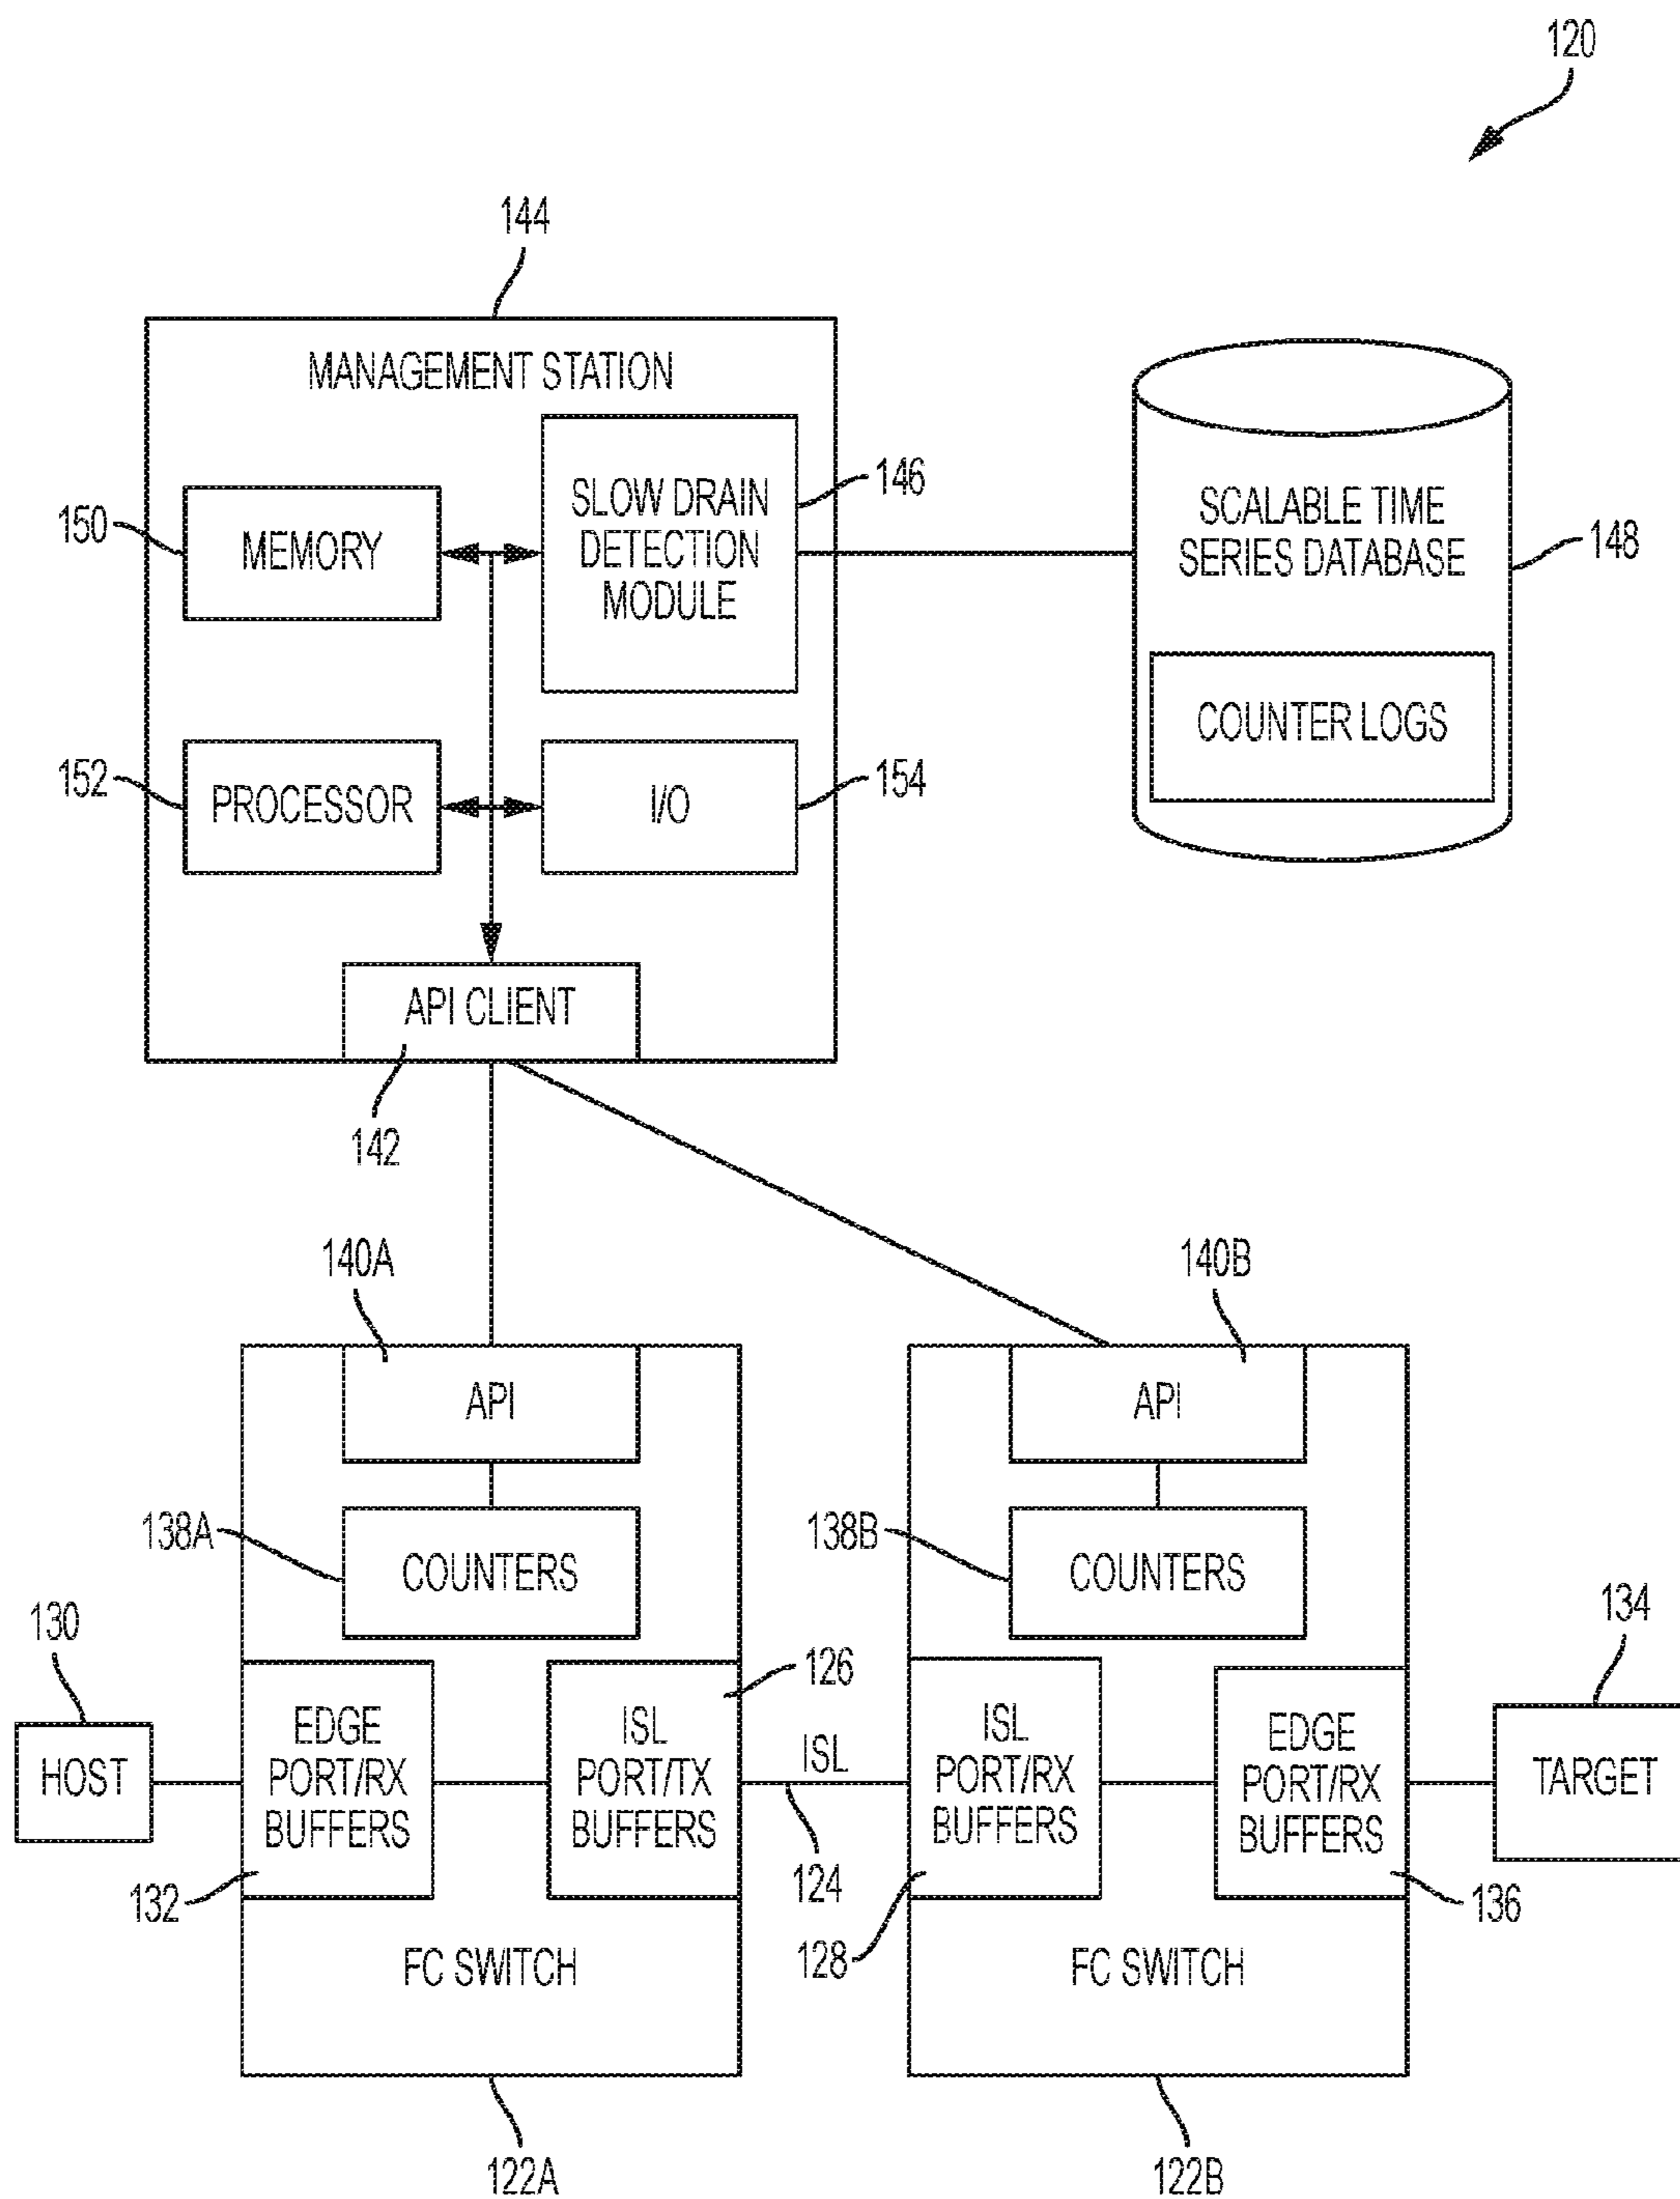 120
144
MANAGEMENT STATION
150
MEMORY
SLOW DRAIN
DETECTION
MODULE
146
SCALABLE TIME
SERIES DATABASE
148
COUNTER LOGS
152
PROCESSOR
I/O
154
API CLIENT
142
140A
140B
API
API
138A
COUNTERS
138B
COUNTERS
130
HOST
EDGE
PORT/RX
BUFFERS
132
126
ISL
PORT/TX
BUFFERS
ISL
124
ISL
PORT/RX
BUFFERS
128
EDGE
PORT/RX
BUFFERS
136
134
TARGET
FC SWITCH
FC SWITCH
122A
122B